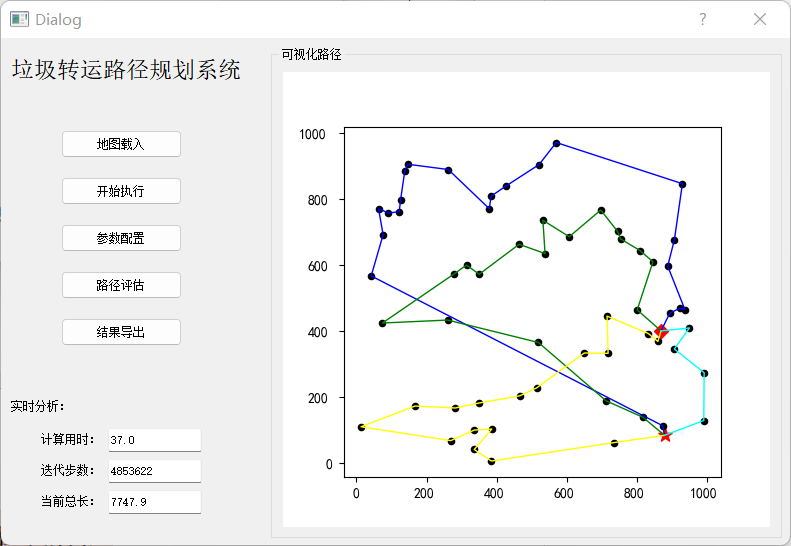 Dialog
垃圾转运路径规划系统
地图载入
开始执行
参数配置
路径评估
结果导出
实时分析：
计算用时： 37.0
迭代步数： 4853622
当前总长： 7747.9
可视化路径
1000
800
600
400
200
0
0 200 400 600 800 1000